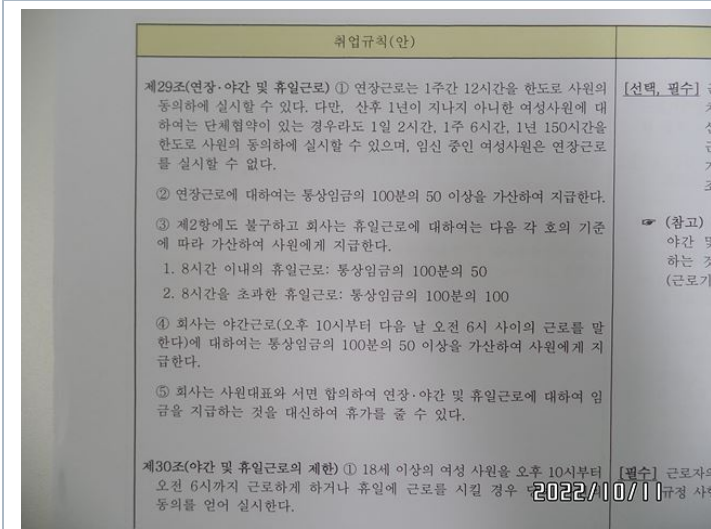 취업규칙(안)
제29조(연장·야간 및 휴일근로) ① 연장근로는 1주간 12시간을 한도로 사원의
동의하에 실시할 수 있다. 다만, 산후 1년이 지나지 아니한 여성사원에 대
하여는 단체협약이 있는 경우라도 1일 2시간, 1주 6시간, 1년 150시간을
한도로 사원의 동의하에 실시할 수 있으며, 임신 중인 여성사원은 연장근로
를 실시할 수 없다.
② 연장근로에 대하여는 통상임금의 100분의 50 이상을 가산하여 지급한다.
③ 제2항에도 불구하고 회사는 휴일근로에 대하여는 다음 각 호의 기준
에 따라 가산하여 사원에게 지급한다.
1. 8시간 이내의 휴일근로: 통상임금의 100분의 50
2. 8시간을 초과한 휴일근로: 통상임금의 100분의 100
④ 회사는 야간근로(오후 10시부터 다음 날 오전 6시 사이의 근로를 말
한다)에 대하여는 통상임금의 100분의 50 이상을 가산하여 사원에게 지
급한다.
⑤ 회사는 사원대표와 서면 합의하여 연장·야간 및 휴일근로에 대하여 임
금을 지급하는 것을 대신하여 휴가를 줄 수 있다.
제30조(야간 및 휴일근로의 제한) ① 18세 이상의 여성 사원을 오후 10시부터
오전 6시까지 근로하게 하거나 휴일에 근로를 시킬 경우
동의를 얻어 실시한다.
[선택, 필수]
☞ (참고)
야간 및
하는 것
(근로기
[필수] 근로자의
규정 사
2022/10/11